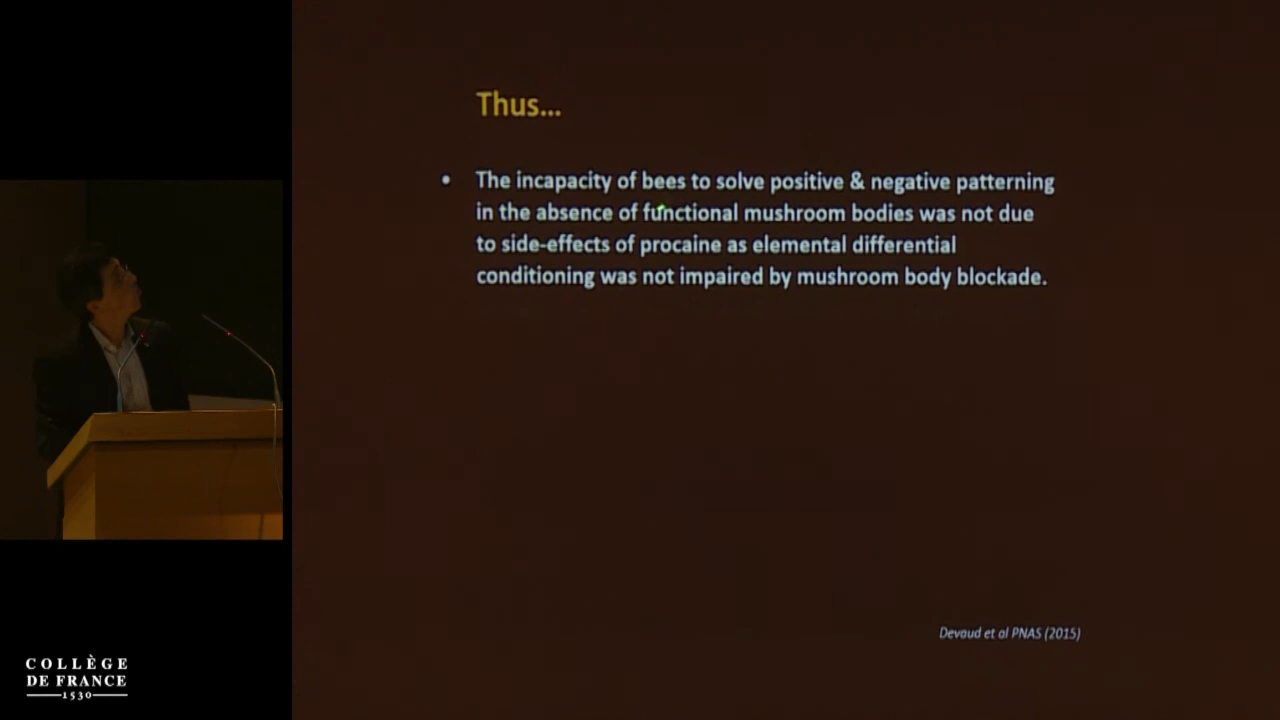 Thus...
• The incapacity of bees to solve positive & negative patterning
in the absence of functional mushroom bodies was not due
to side-effects of procaine as elemental differential
conditioning was not impaired by mushroom body blockade.
Devaud et al PNAS (2015)
COLLÈGE
DE FRANCE
1530